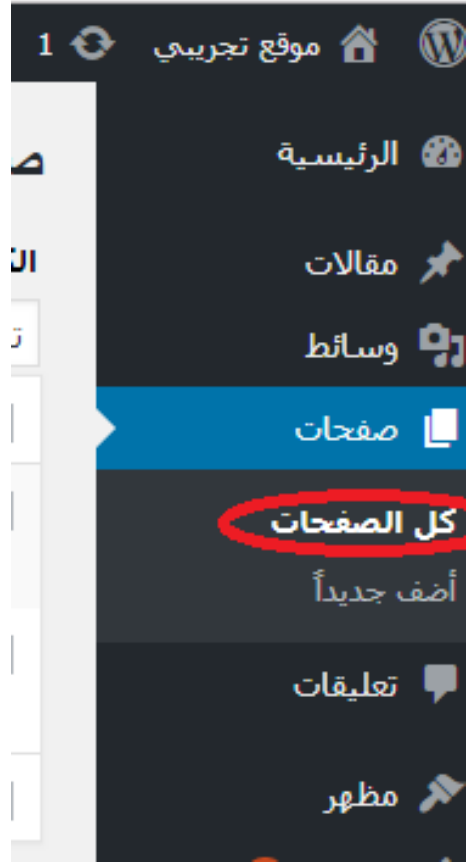 موقع تجريبي 1
الرئيسية
مقالات
وسائط
صفحات
كل الصفحات
أضف جديداً
تعليقات
مظهر